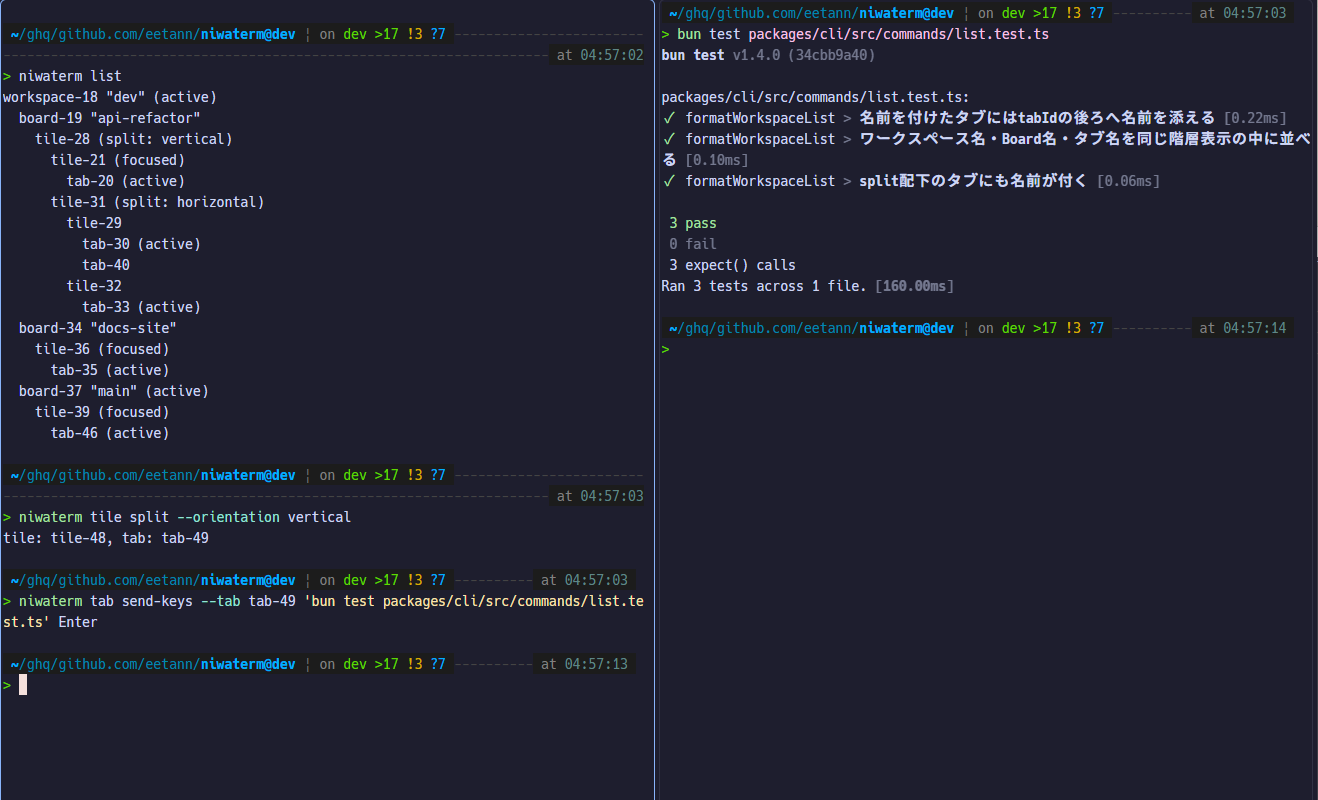 ~/ghq/github.com/eetann/niwaterm@dev ¦ on dev >17 !3 ?7 ------------------------
--------------------------------------------------------------------- at 04:57:02
> niwaterm list
workspace-18 "dev" (active)
  board-19 "api-refactor"
    tile-28 (split: vertical)
      tile-21 (focused)
        tab-20 (active)
      tile-31 (split: horizontal)
        tile-29
          tab-30 (active)
          tab-40
        tile-32
          tab-33 (active)
  board-34 "docs-site"
    tile-36 (focused)
      tab-35 (active)
  board-37 "main" (active)
    tile-39 (focused)
      tab-46 (active)
~/ghq/github.com/eetann/niwaterm@dev ¦ on dev >17 !3 ?7 ------------------------
--------------------------------------------------------------------- at 04:57:03
> niwaterm tile split --orientation vertical
tile: tile-48, tab: tab-49
~/ghq/github.com/eetann/niwaterm@dev ¦ on dev >17 !3 ?7 ---------- at 04:57:03
> niwaterm tab send-keys --tab tab-49 'bun test packages/cli/src/commands/list.te
st.ts' Enter
~/ghq/github.com/eetann/niwaterm@dev ¦ on dev >17 !3 ?7 ---------- at 04:57:13
>
~/ghq/github.com/eetann/niwaterm@dev ¦ on dev >17 !3 ?7 ---------- at 04:57:03
> bun test packages/cli/src/commands/list.test.ts
bun test v1.4.0 (34cbb9a40)
packages/cli/src/commands/list.test.ts:
✓ formatWorkspaceList > 名前を付けたタブにはtabIdの後ろへ名前を添える [0.22ms]
✓ formatWorkspaceList > ワークスペース名・Board名・タブ名を同じ階層表示の中に並べ
る [0.10ms]
✓ formatWorkspaceList > split配下のタブにも名前が付く [0.06ms]
3 pass
0 fail
3 expect() calls
Ran 3 tests across 1 file. [160.00ms]
~/ghq/github.com/eetann/niwaterm@dev ¦ on dev >17 !3 ?7 ---------- at 04:57:14
>